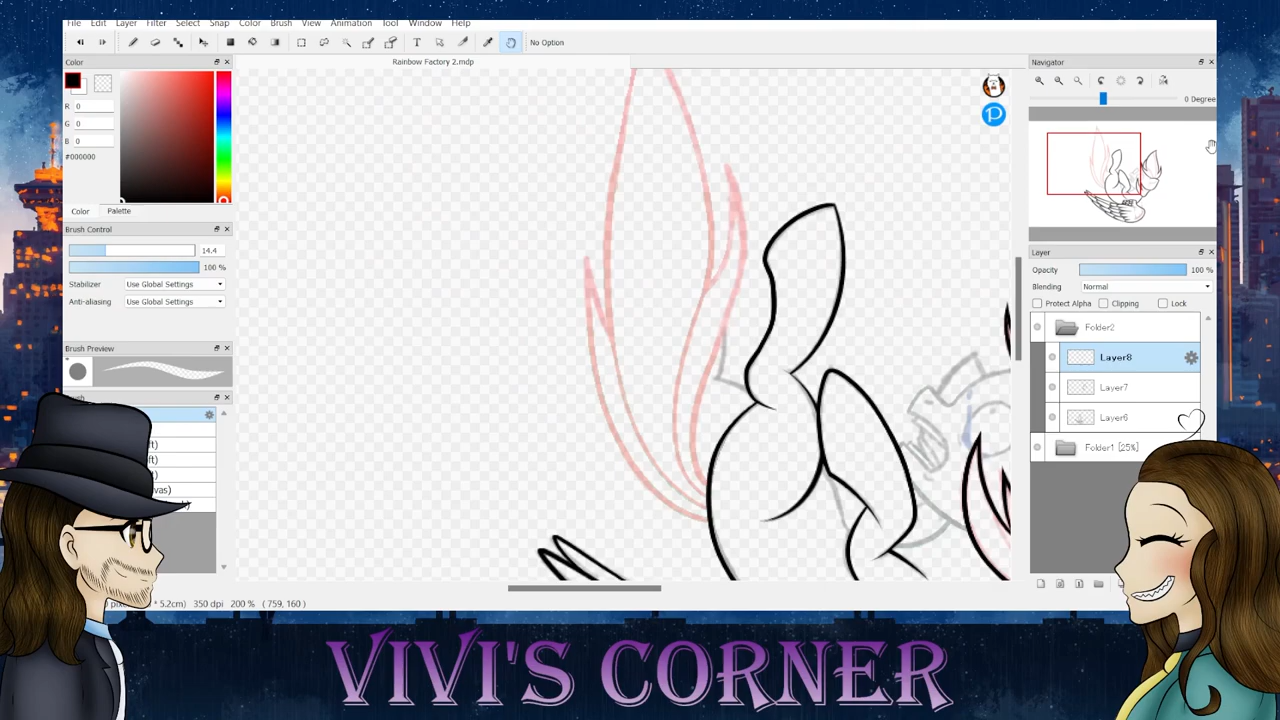 File Edit Layer Filter Select Snap Color Brush View Animation Tool Window Help
T No Option
Color
Rainbow Factory 2.mdp
Navigator
R 0
G 0
B 0
#000000
0 Degree
Color Palette
Brush Control
14.4
100 %
Stabilizer Use Global Settings
Anti-aliasing Use Global Settings
Brush Preview
Layer
Opacity 100 %
Blending Normal
Protect Alpha Clipping Lock
Folder2
Layer8
Layer7
Layer6
Folder1 [25%]
* 5.2cm) 350 dpi 200 % ( 759, 160 )
VIVI'S CORNER